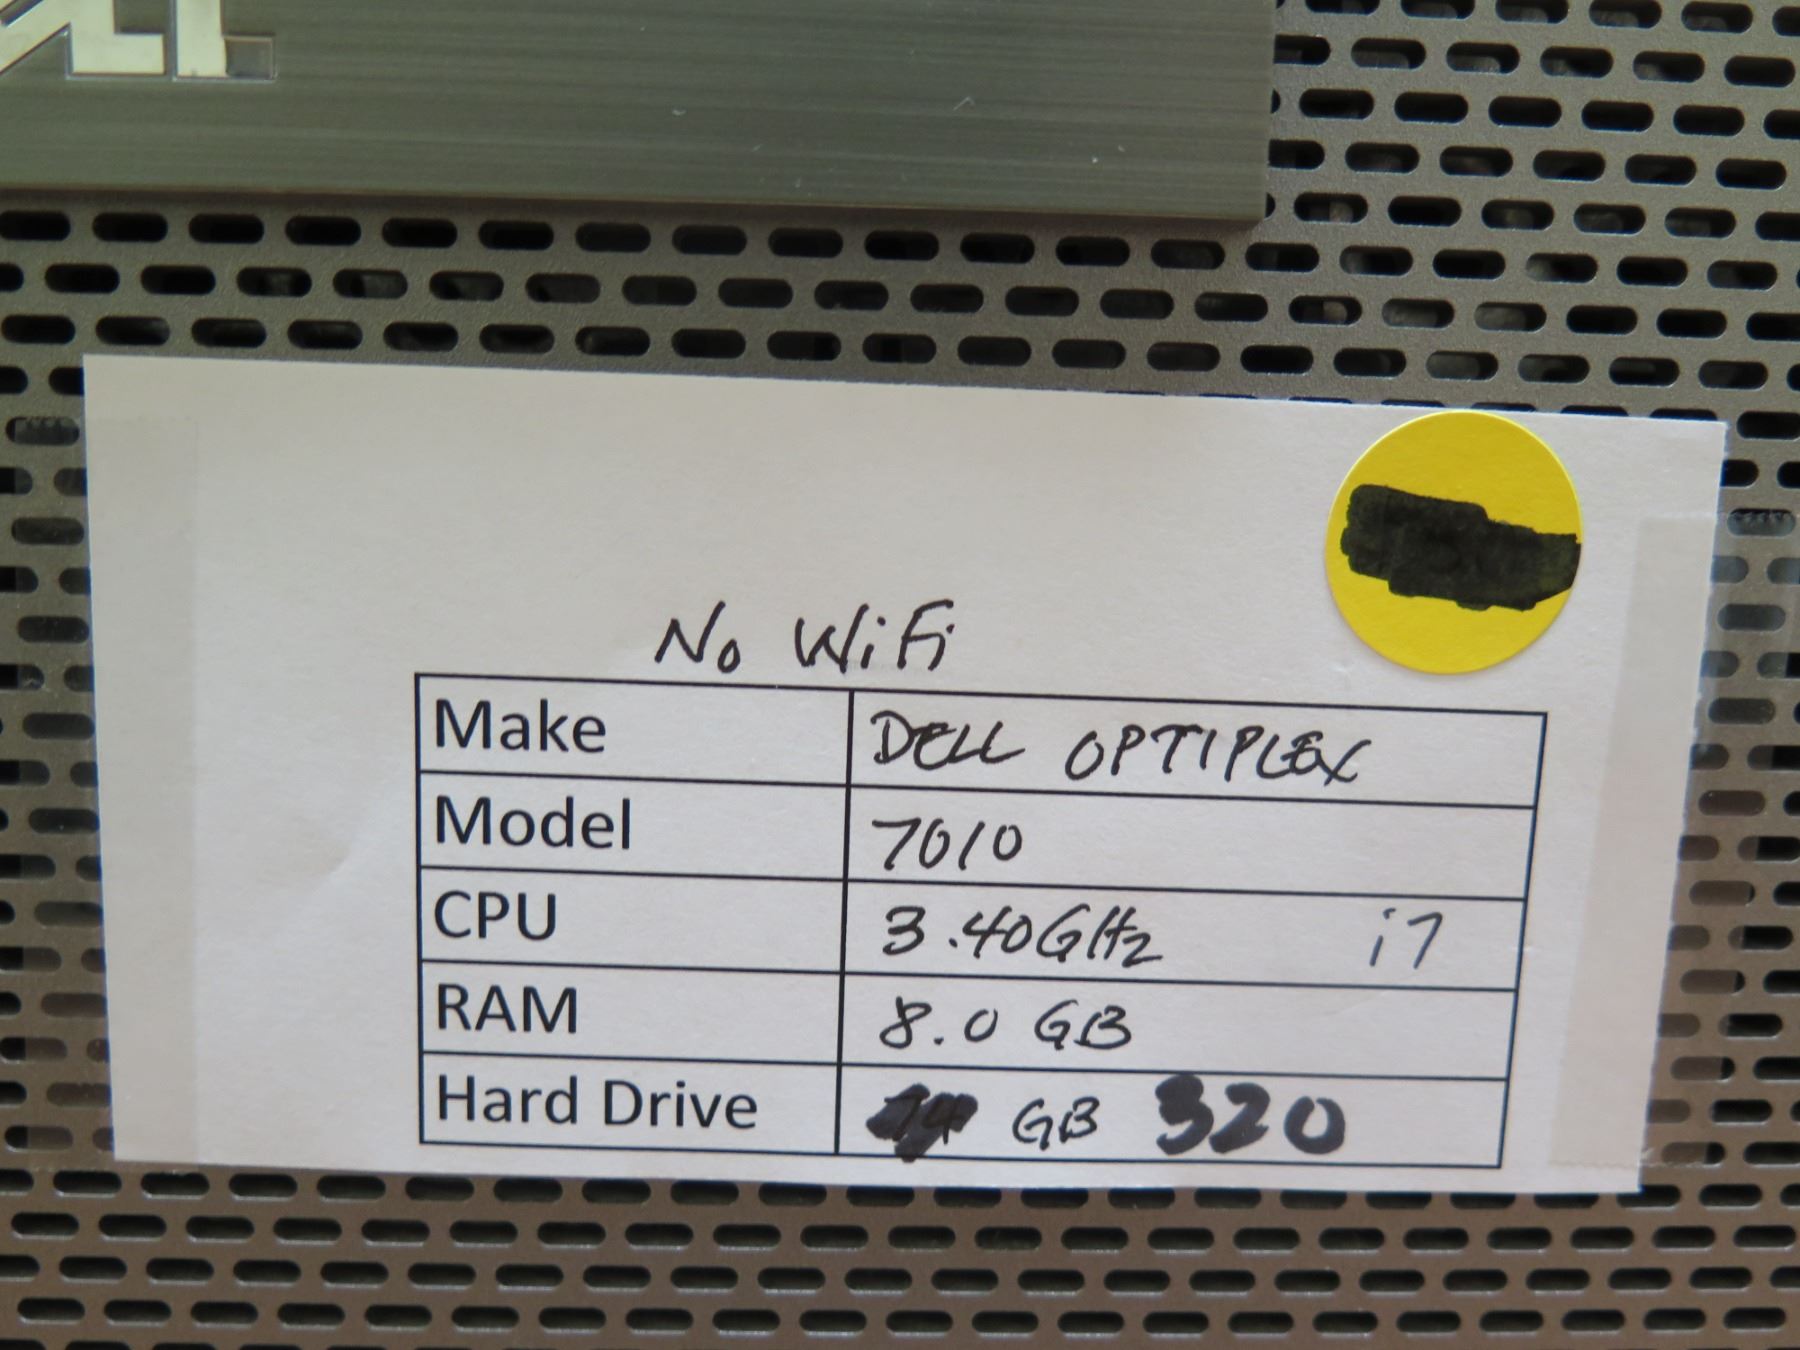 No WiFi
Make DELL OPTIPLEX
Model 7010
CPU 3.40GHz i7
RAM 8.0 GB
Hard Drive GB 320